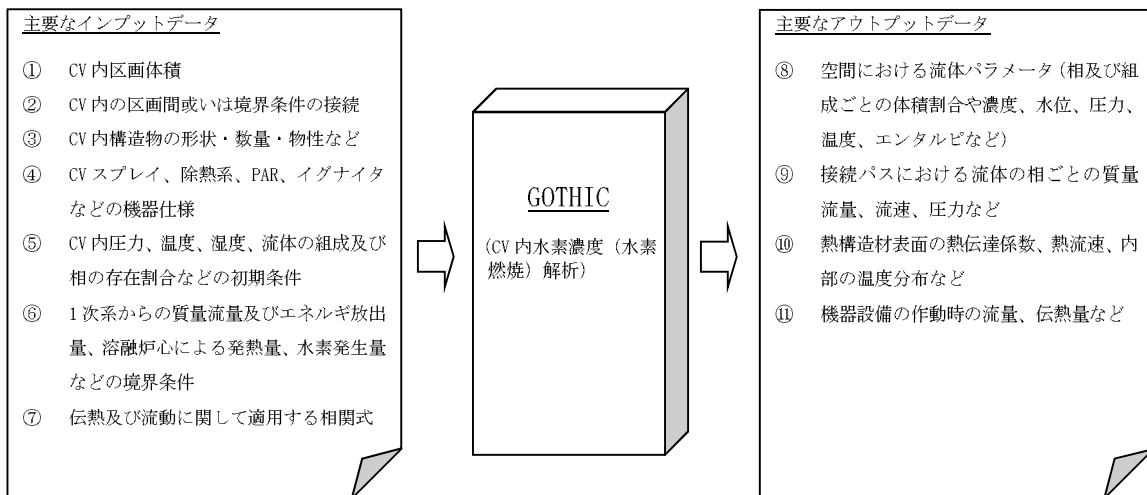 主要なインプットデータ
① CV内区画体積
② CV内の区画間或いは境界条件の接続
③ CV内構造物の形状・数量・物性など
④ CVスプレイ、除熱系、PAR、イグナイタ
などの機器仕様
⑤ CV内圧力、温度、湿度、流体の組成及び
相の存在割合などの初期条件
⑥ 1次系からの質量流量及びエネルギ放出
量、溶融炉心による発熱量、水素発生量
などの境界条件
⑦ 伝熱及び流動に関して適用する相関式
GOTHIC
(CV内水素濃度（水素
燃焼）解析)
主要なアウトプットデータ
⑧ 空間における流体パラメータ(相及び組
成ごとの体積割合や濃度、水位、圧力、
温度、エンタルピなど)
⑨ 接続パスにおける流体の相ごとの質量
流量、流速、圧力など
⑩ 熱構造材表面の熱伝達係数、熱流速、内
部の温度分布など
⑪ 機器設備の作動時の流量、伝熱量など